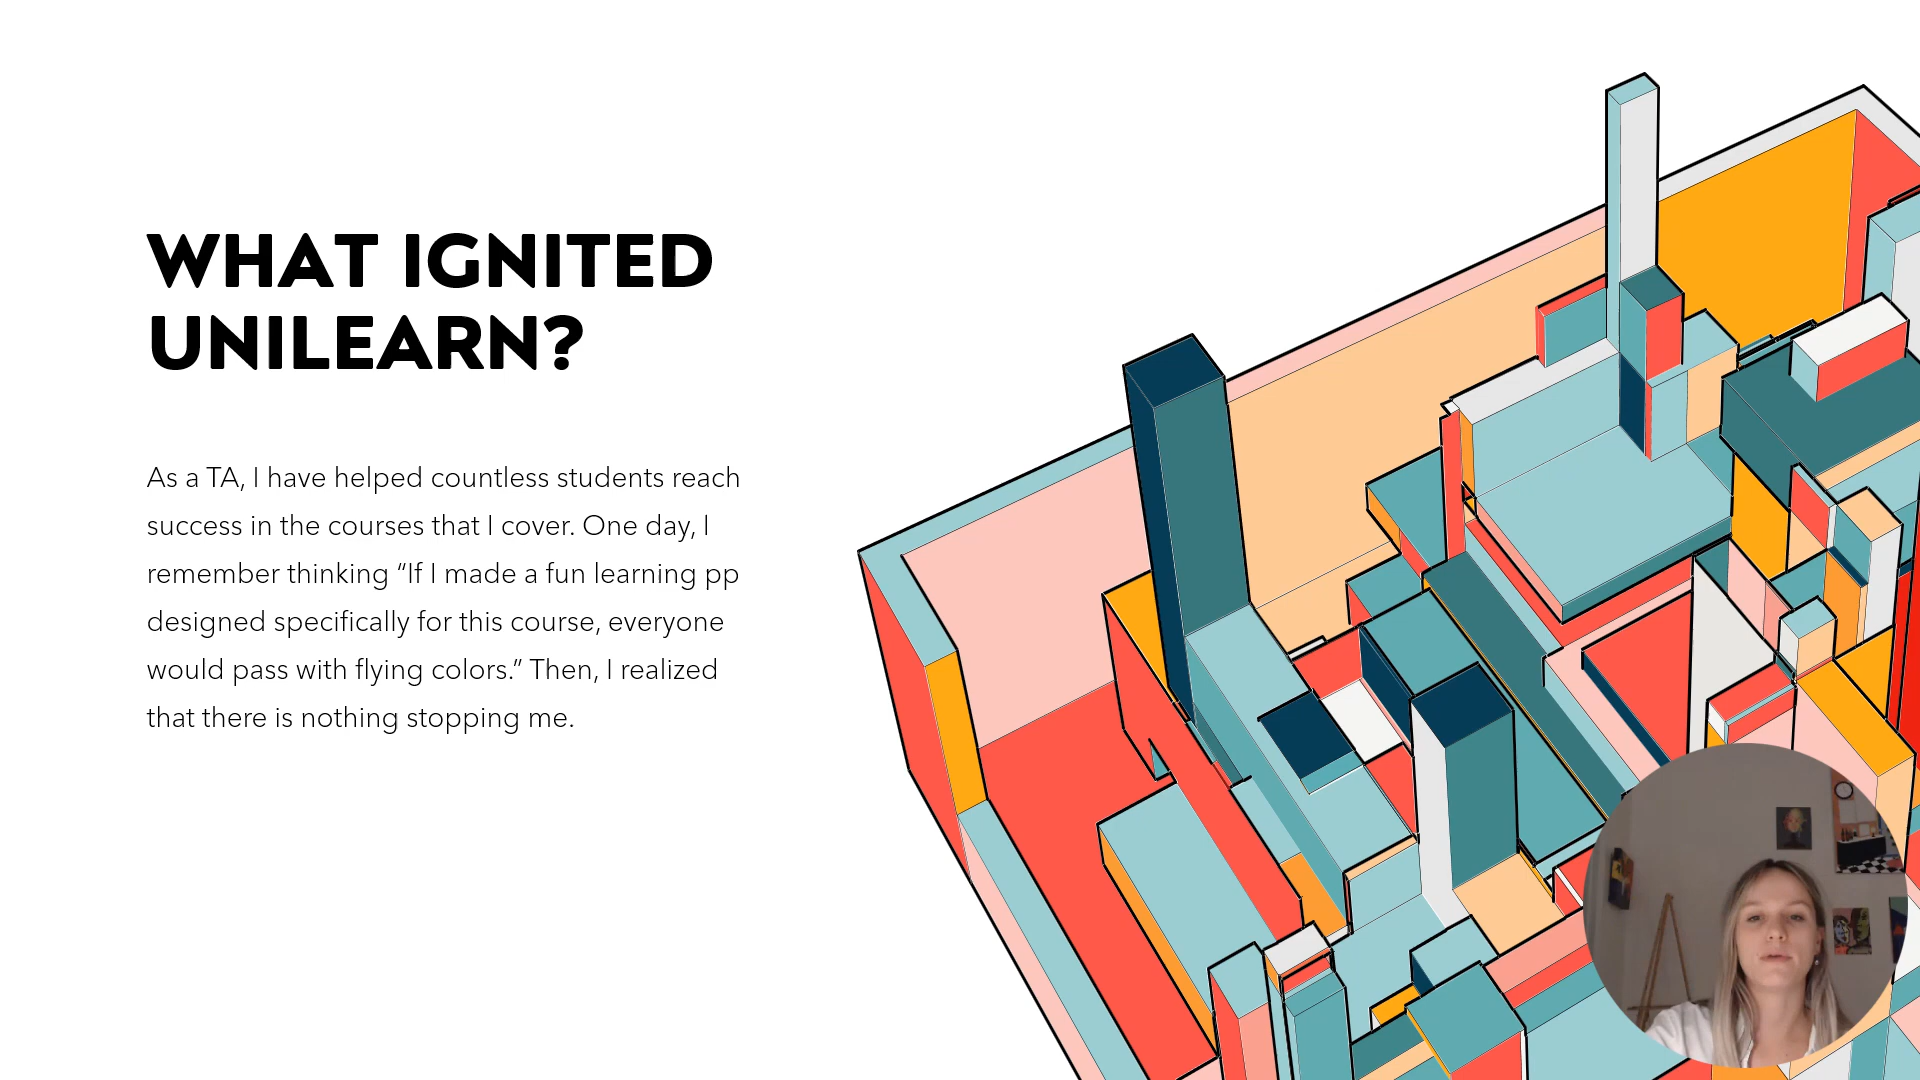 WHAT IGNITED
UNILEARN?
As a TA, I have helped countless students reach
success in the courses that I cover. One day, I
remember thinking “If I made a fun learning pp
designed specifically for this course, everyone
would pass with flying colors.” Then, I realized
that there is nothing stopping me.